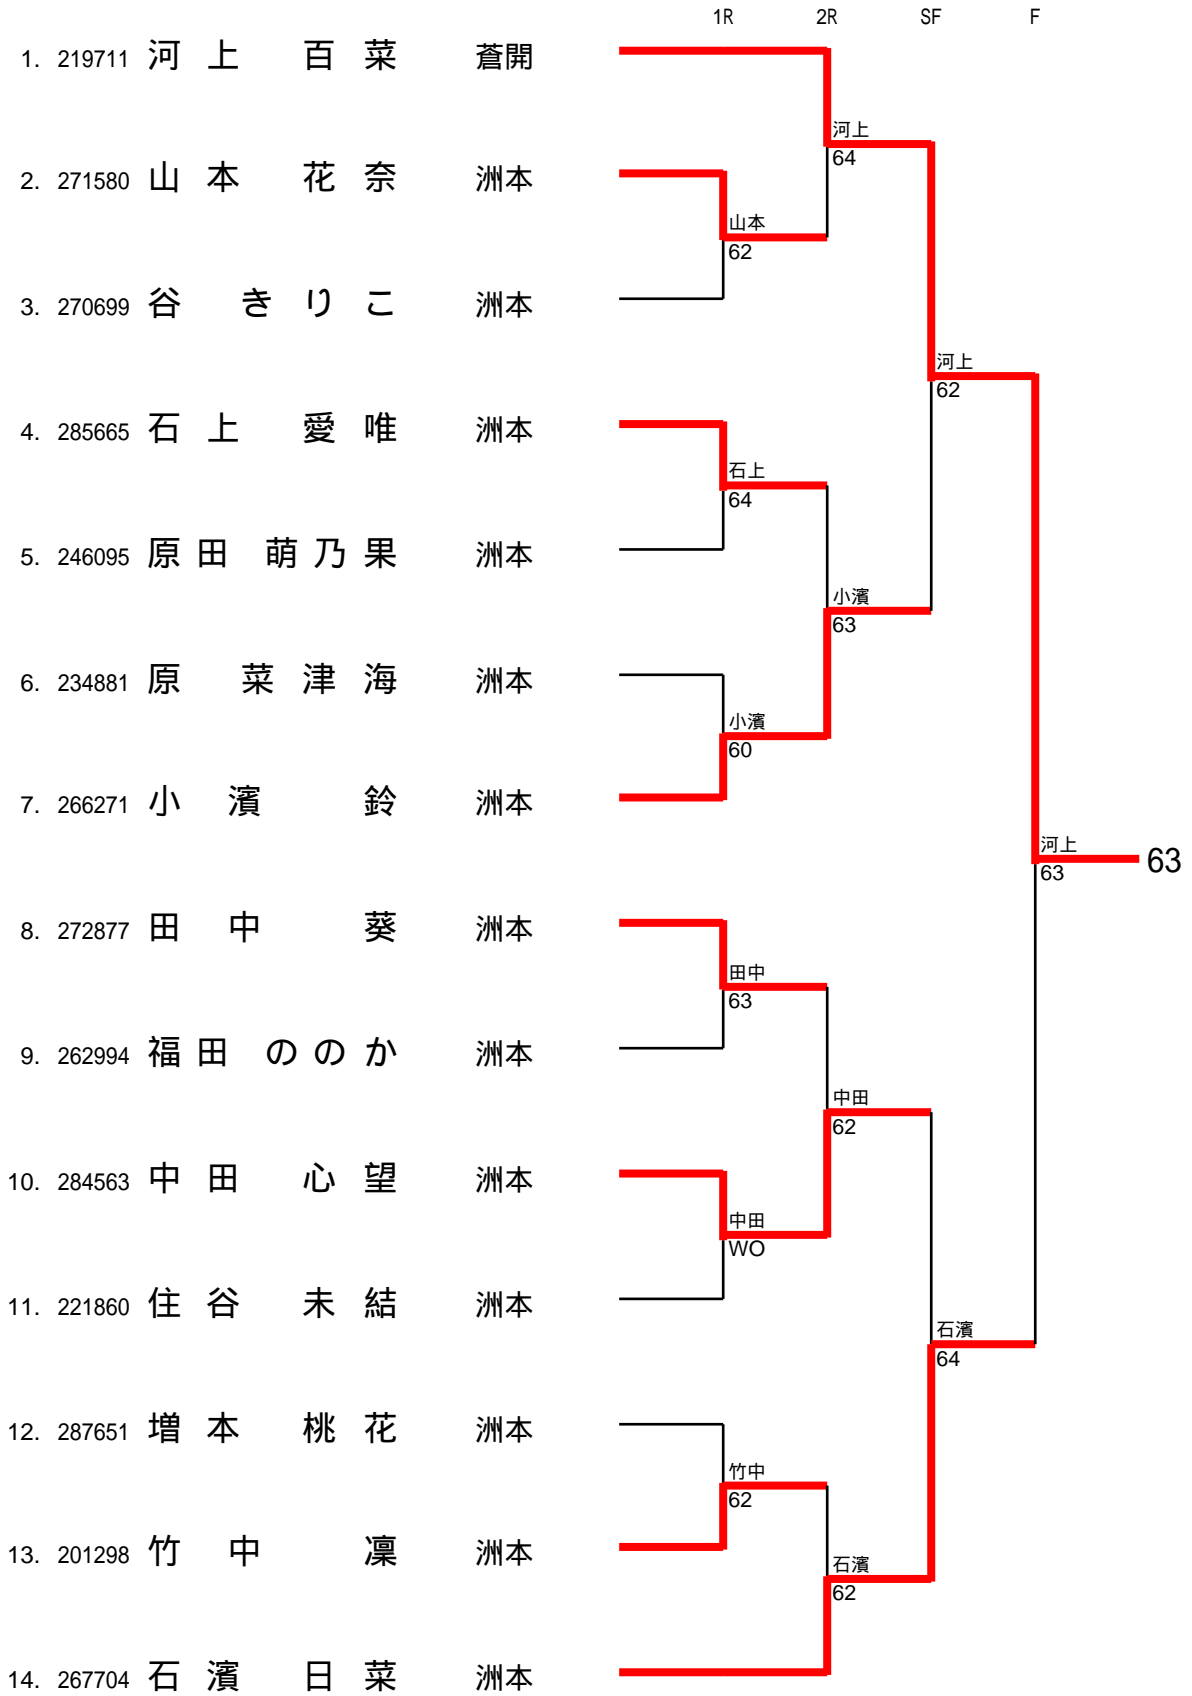 1R 2R SF F
1. 219711 河上 百菜 蒼開
河上
64
2. 271580 山本 花奈 洲本
山本
62
3. 270699 谷 きりこ 洲本
河上
62
4. 285665 石上 愛唯 洲本
石上
64
5. 246095 原田 萌乃果 洲本
小濱
63
6. 234881 原 菜津海 洲本
小濱
60
7. 266271 小濱 鈴 洲本
河上
63
63
8. 272877 田中 葵 洲本
田中
63
9. 262994 福田 ののか 洲本
中田
62
10. 284563 中田 心望 洲本
中田
WO
11. 221860 住谷 未結 洲本
石濱
64
12. 287651 増本 桃花 洲本
竹中
62
13. 201298 竹中 凜 洲本
石濱
62
14. 267704 石濱 日菜 洲本